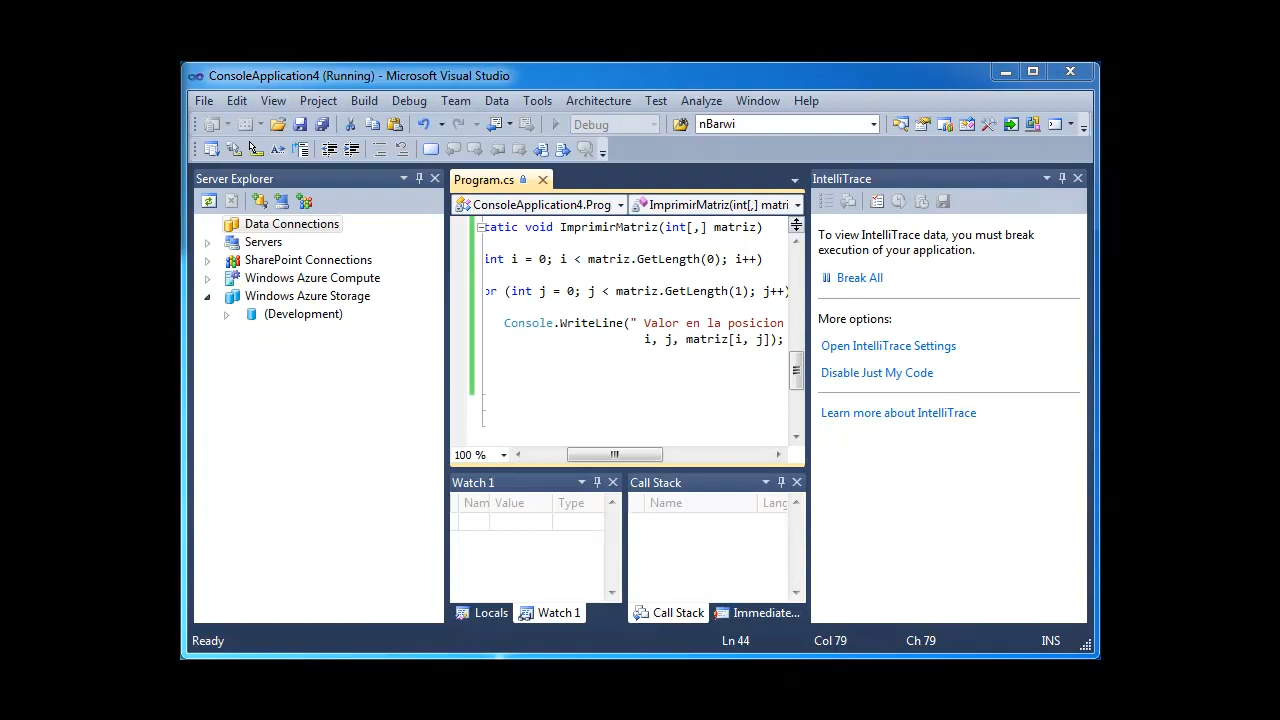 ConsoleApplication4 (Running) - Microsoft Visual Studio
File Edit View Project Build Debug Team Data Tools Architecture Test Analyze Window Help
Debug nBarwi
Server Explorer
Data Connections
Servers
SharePoint Connections
Windows Azure Compute
Windows Azure Storage
(Development)
Program.cs
ConsoleApplication4.Prog ImprimirMatriz(int[,] matri
tatic void ImprimirMatriz(int[,] matriz)
int i = 0; i < matriz.GetLength(0); i++)
or (int j = 0; j < matriz.GetLength(1); j++)
Console.WriteLine(" Valor en la posicion
i, j, matriz[i, j]);
100 %
IntelliTrace
To view IntelliTrace data, you must break
execution of your application.
Break All
More options:
Open IntelliTrace Settings
Disable Just My Code
Learn more about IntelliTrace
Watch 1
Nam Value Type
Locals Watch 1
Call Stack
Name Lang
Call Stack Immediate...
Ready Ln 44 Col 79 Ch 79 INS